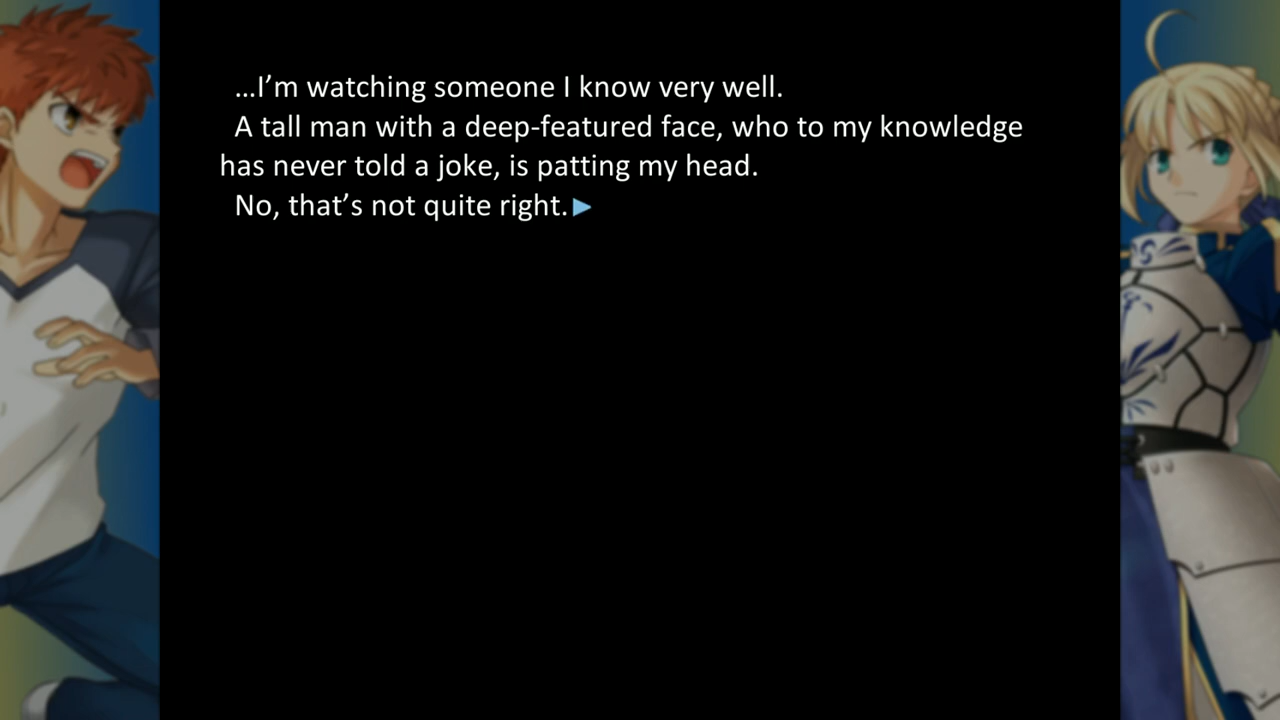 …I’m watching someone I know very well.
A tall man with a deep-featured face, who to my knowledge
has never told a joke, is patting my head.
No, that’s not quite right.